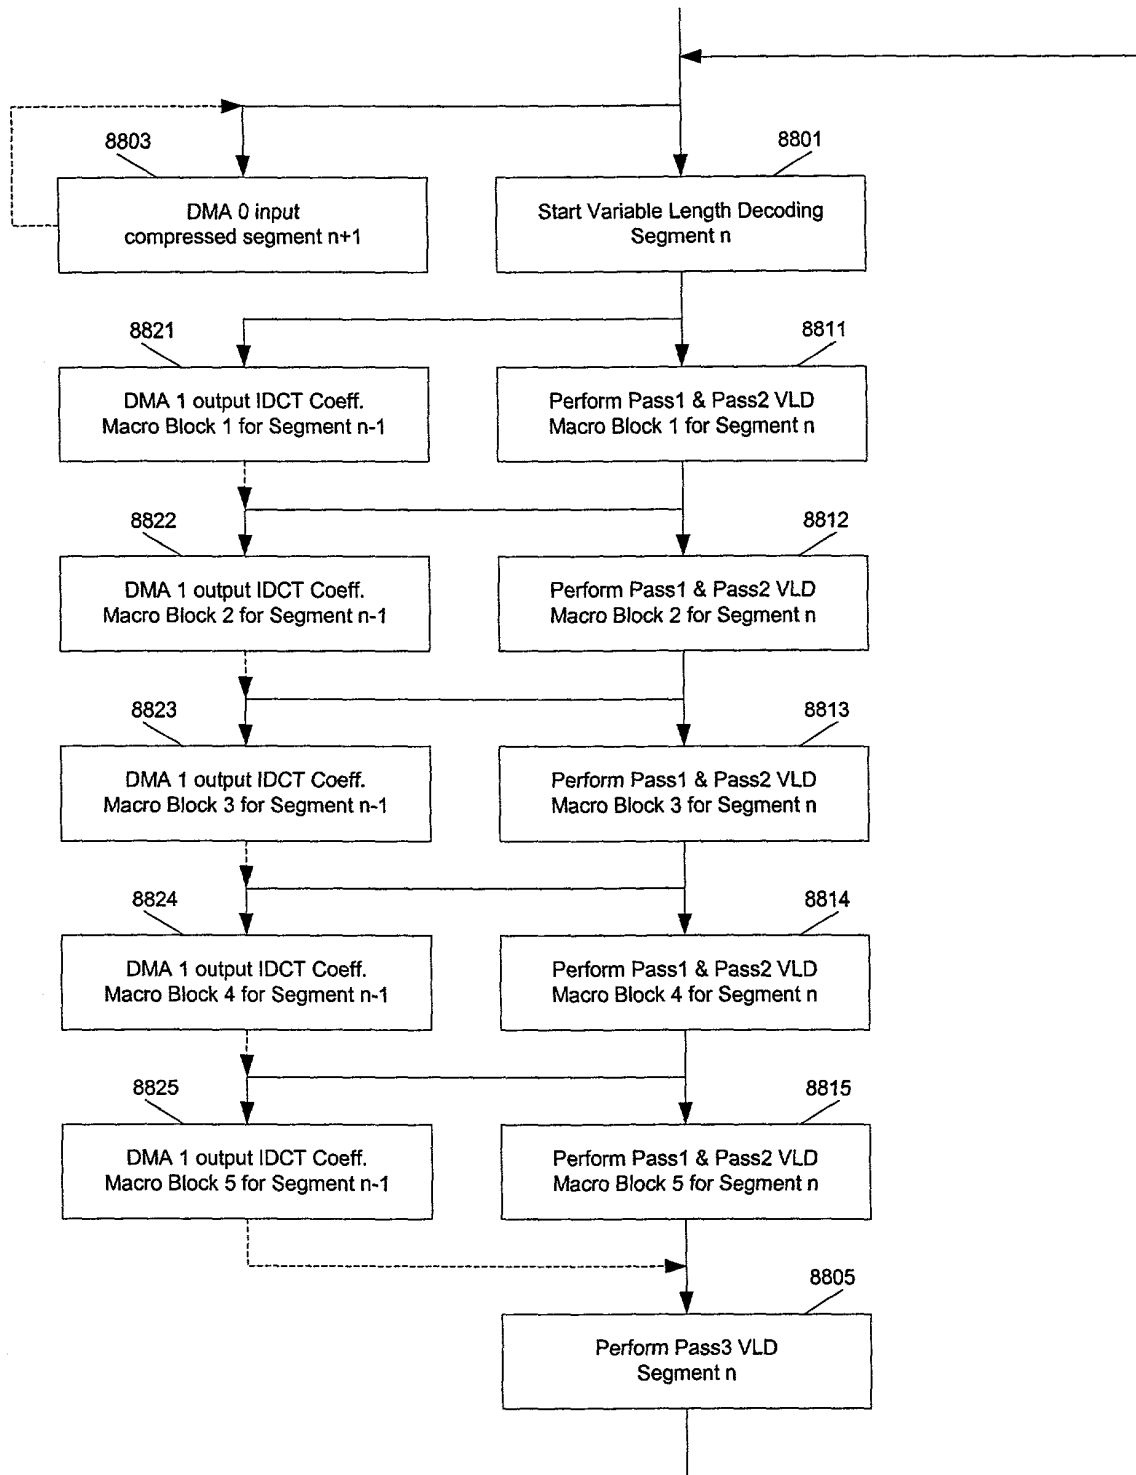 8803
8801
DMA 0 input
compressed segment n+1
Start Variable Length Decoding
Segment n
8821
8811
DMA 1 output IDCT Coeff.
Macro Block 1 for Segment n-1
Perform Pass1 & Pass2 VLD
Macro Block 1 for Segment n
8822
8812
DMA 1 output IDCT Coeff.
Macro Block 2 for Segment n-1
Perform Pass1 & Pass2 VLD
Macro Block 2 for Segment n
8823
8813
DMA 1 output IDCT Coeff.
Macro Block 3 for Segment n-1
Perform Pass1 & Pass2 VLD
Macro Block 3 for Segment n
8824
8814
DMA 1 output IDCT Coeff.
Macro Block 4 for Segment n-1
Perform Pass1 & Pass2 VLD
Macro Block 4 for Segment n
8825
8815
DMA 1 output IDCT Coeff.
Macro Block 5 for Segment n-1
Perform Pass1 & Pass2 VLD
Macro Block 5 for Segment n
8805
Perform Pass3 VLD
Segment n